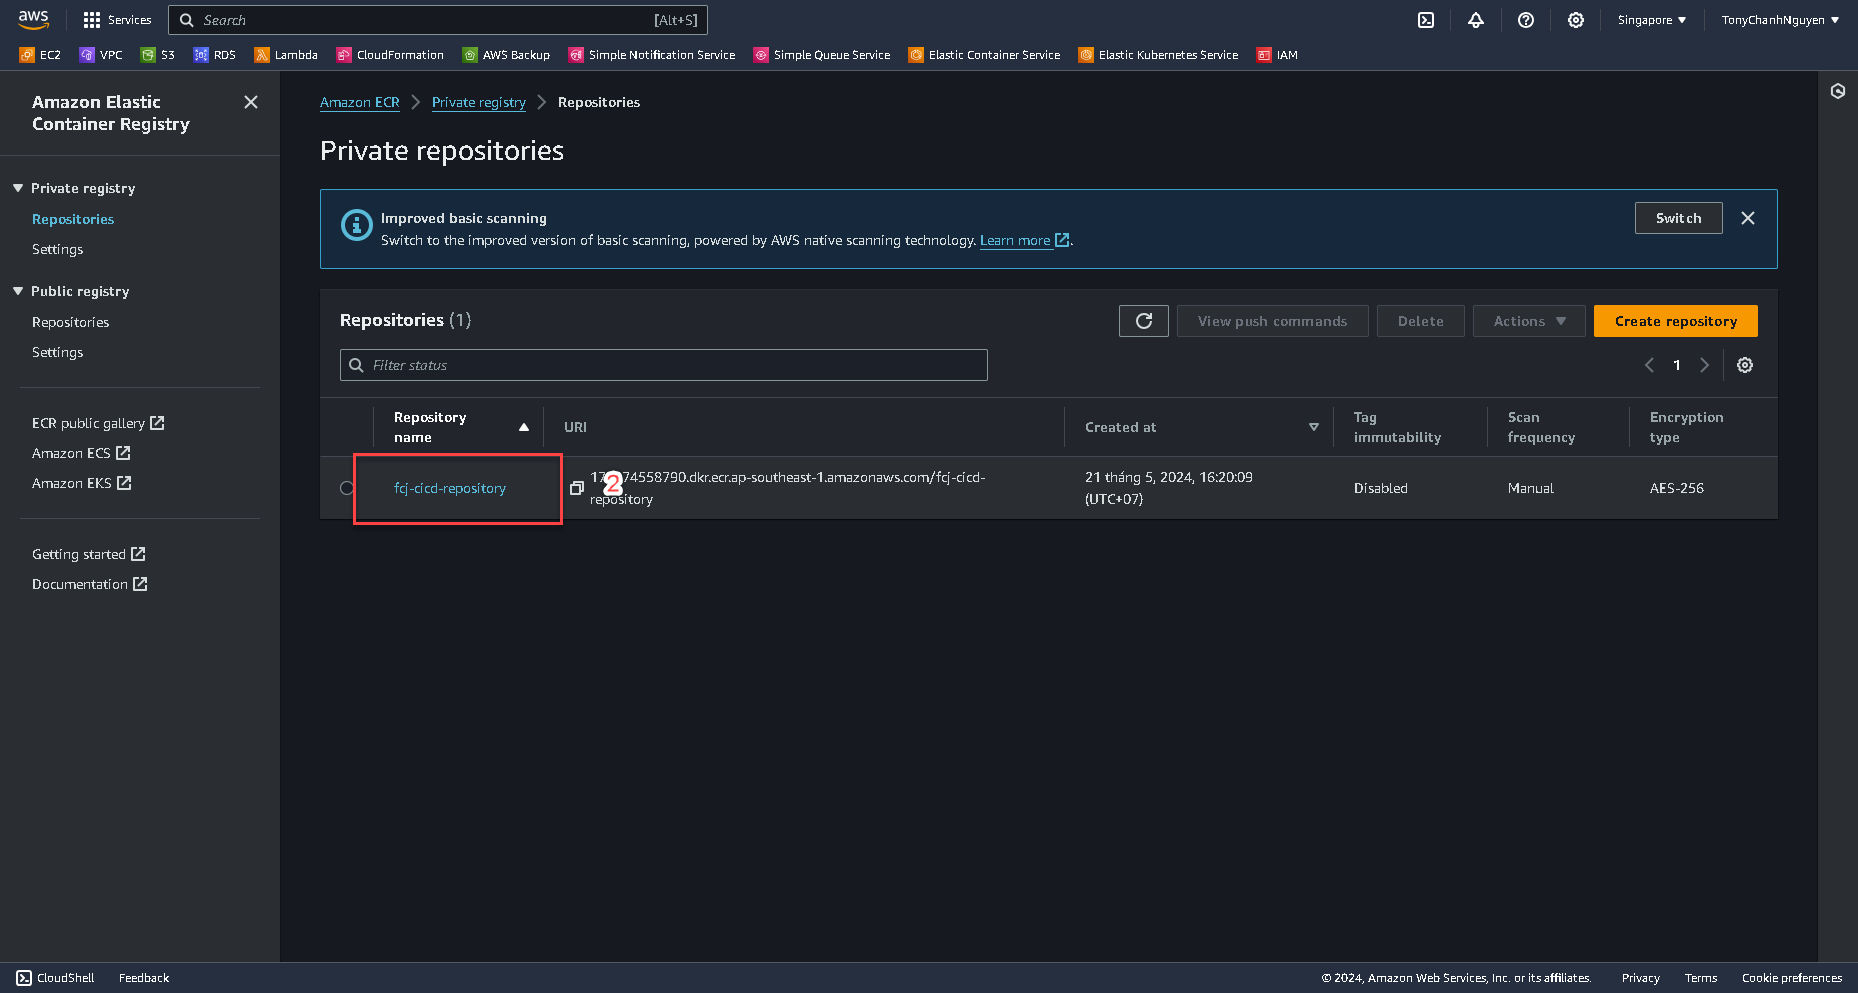 aws
Services
Search
[Alt+S]
Singapore
TonyChanhNguyen
EC2
VPC
S3
RDS
Lambda
CloudFormation
AWS Backup
Simple Notification Service
Simple Queue Service
Elastic Container Service
Elastic Kubernetes Service
IAM
Amazon Elastic
Container Registry
Private registry
Repositories
Settings
Public registry
Repositories
Settings
ECR public gallery
Amazon ECS
Amazon EKS
Getting started
Documentation
Amazon ECR
Private registry
Repositories
Private repositories
Improved basic scanning
Switch to the improved version of basic scanning, powered by AWS native scanning technology. Learn more.
Switch
Repositories (1)
View push commands
Delete
Actions
Create repository
Filter status
1
Repository
name
URI
Created at
Tag
immutability
Scan
frequency
Encryption
type
fcj-cicd-repository
2
74558790.dkr.ecr.ap-southeast-1.amazonaws.com/fcj-cicd-
repository
21 tháng 5, 2024, 16:20:09
(UTC+07)
Disabled
Manual
AES-256
CloudShell
Feedback
© 2024, Amazon Web Services, Inc. or its affiliates.
Privacy
Terms
Cookie preferences